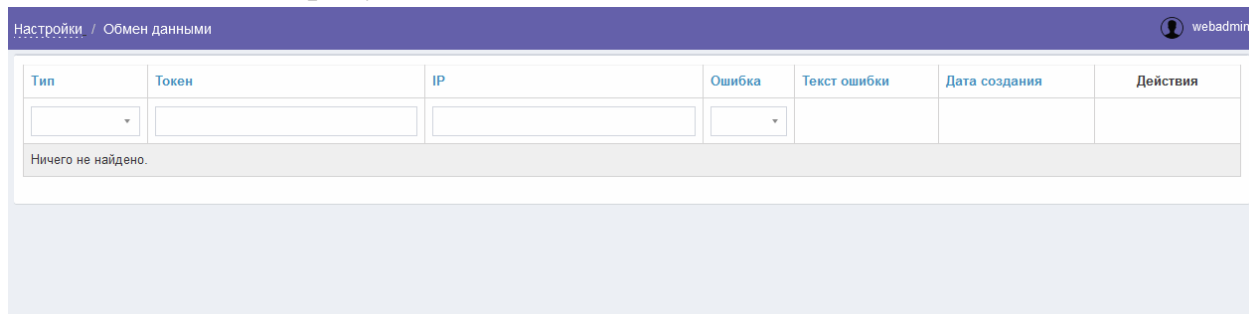 Настройки / Обмен данными webadmin
Тип Токен IP Ошибка Текст ошибки Дата создания Действия
Ничего не найдено.